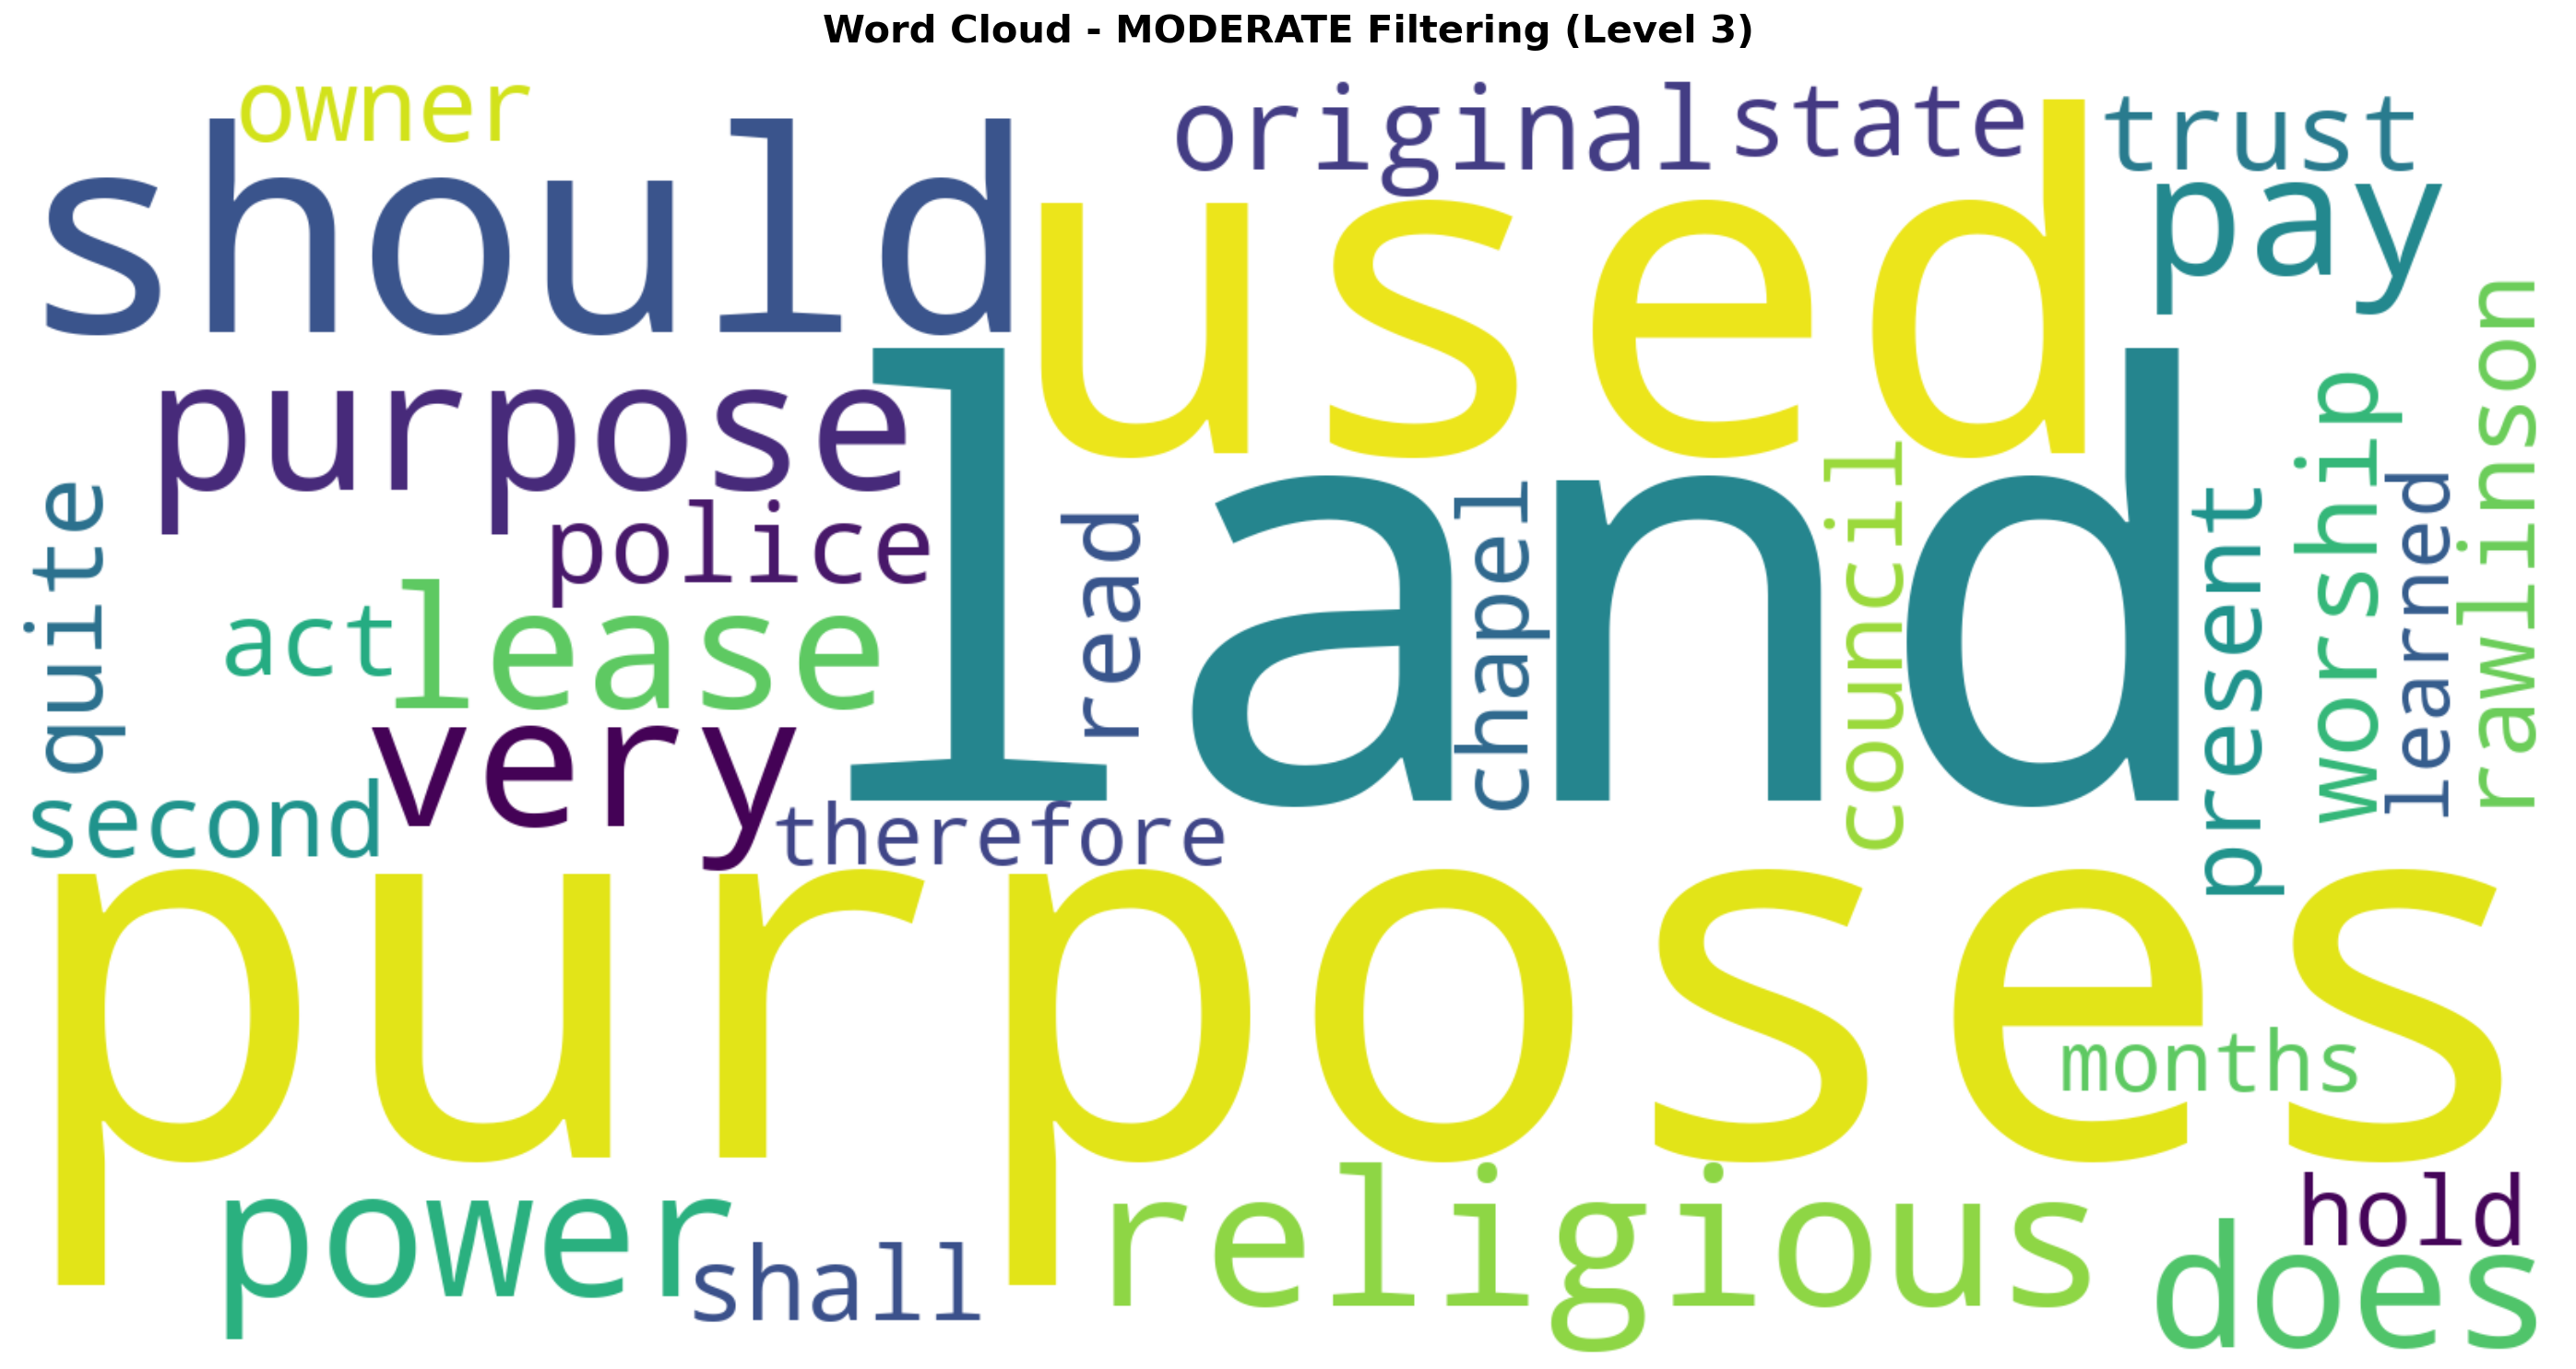 Word Cloud - MODERATE Filtering (Level 3)
owner
should
original
state
trust
used
pay
purpose
police
land
quite
act
lease
read
chapel
council
present
worship
learned
rawlinson
very
second
therefore
purposes
months
power
shall
religious
hold
does